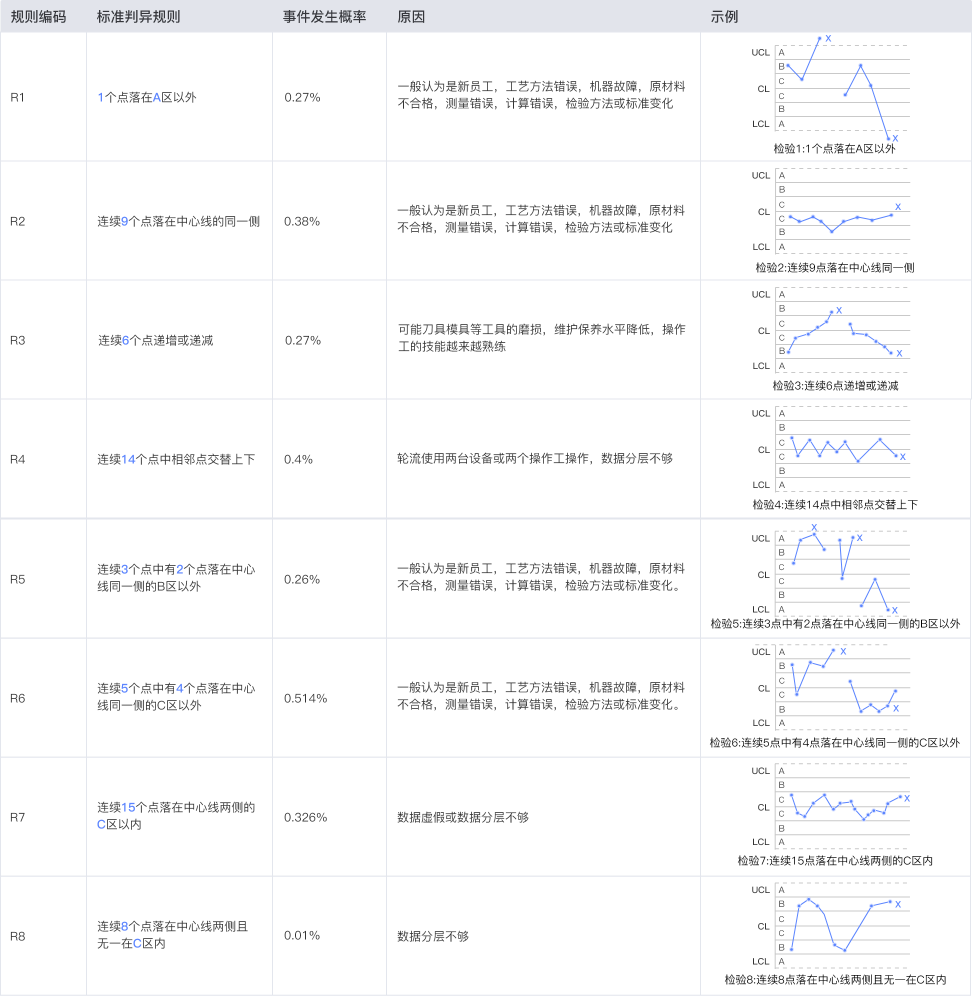 规则编码 标准判异规则 事件发生概率 原因 示例
R1
1个点落在A区以外
0.27%
一般认为是新员工，工艺方法错误，机器故障，原材料
不合格，测量错误，计算错误，检验方法或标准变化
X
UCL A
B
C
CL
C
B
LCL A
X
检验1:1个点落在A区以外
R2
连续9个点落在中心线的同一侧
0.38%
一般认为是新员工，工艺方法错误，机器故障，原材料
不合格，测量错误，计算错误，检验方法或标准变化
UCL A
B
C
X
CL
C
B
LCL A
检验2:连续9点落在中心线同一侧
R3
连续6个点递增或递减
0.27%
可能刀具模具等工具的磨损，维护保养水平降低，操作
工的技能越来越熟练
UCL A
B
X
C
CL
C
B
X
LCL A
检验3:连续6点递增或递减
R4
连续14个点中相邻点交替上下
0.4%
轮流使用两台设备或两个操作工操作，数据分层不够
UCL A
B
C
CL
C
X
B
LCL A
检验4:连续14点中相邻点交替上下
R5
连续3个点中有2个点落在中心
线同一侧的B区以外
0.26%
一般认为是新员工，工艺方法错误，机器故障，原材料
不合格，测量错误，计算错误，检验方法或标准变化。
X
UCL A
X
B
C
CL
C
B
LCL A
X
检验5:连续3点中有2点落在中心线同一侧的B区以外
R6
连续5个点中有4个点落在中心
线同一侧的C区以外
0.514%
一般认为是新员工，工艺方法错误，机器故障，原材料
不合格，测量错误，计算错误，检验方法或标准变化。
UCL A
X
B
C
CL
C
B
X
LCL A
检验6:连续5点中有4点落在中心线同一侧的C区以外
R7
连续15个点落在中心线两侧的
C区以内
0.326%
数据虚假或数据分层不够
UCL A
B
C
X
CL
C
B
LCL A
检验7:连续15点落在中心线两侧的C区内
R8
连续8个点落在中心线两侧且
无一在C区内
0.01%
数据分层不够
UCL A
B
X
C
CL
C
B
LCL A
检验8:连续8点落在中心线两侧且无一在C区内